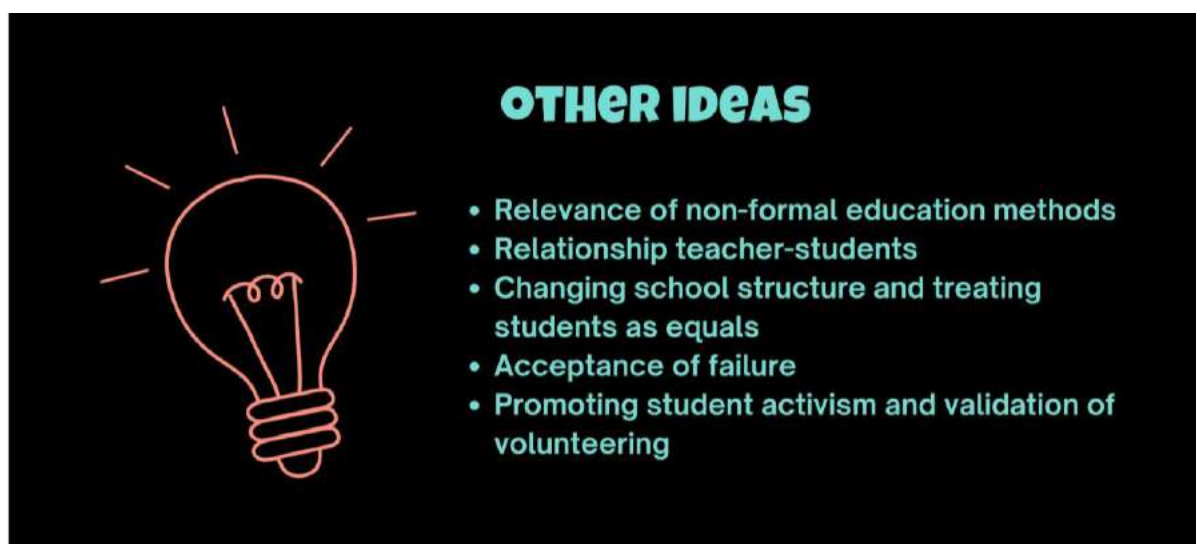 OTHER IDEAS
• Relevance of non-formal education methods
• Relationship teacher-students
• Changing school structure and treating
students as equals
• Acceptance of failure
• Promoting student activism and validation of
volunteering